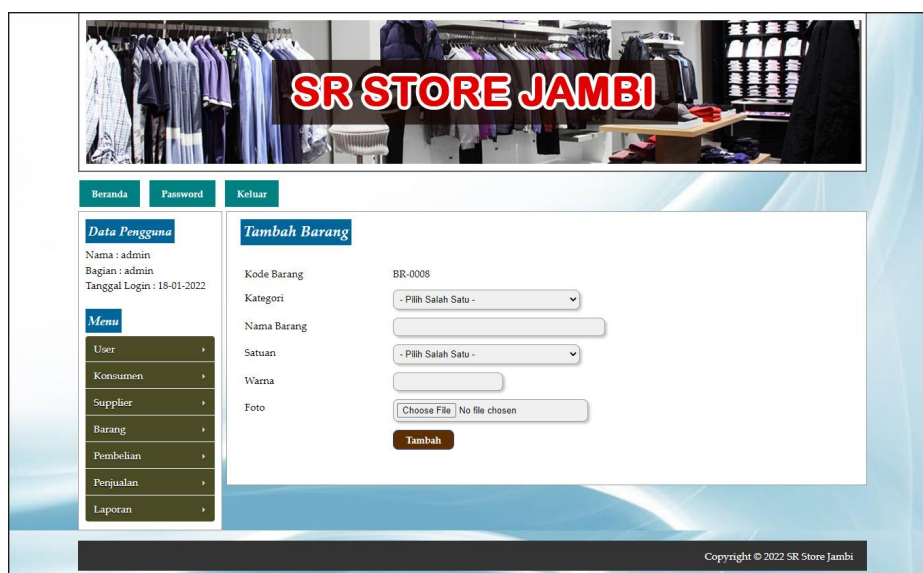 SR STORE JAMBI
Beranda Password Keluar
Data Pengguna
Nama : admin
Bagian : admin
Tanggal Login : 18-01-2022
Menu
User
Konsumen
Supplier
Barang
Pembelian
Penjualan
Laporan
Tambah Barang
Kode Barang BR-0008
Kategori - Pilih Salah Satu -
Nama Barang
Satuan - Pilih Salah Satu -
Warna
Foto Choose File No file chosen
Tambah
Copyright © 2022 SR Store Jambi